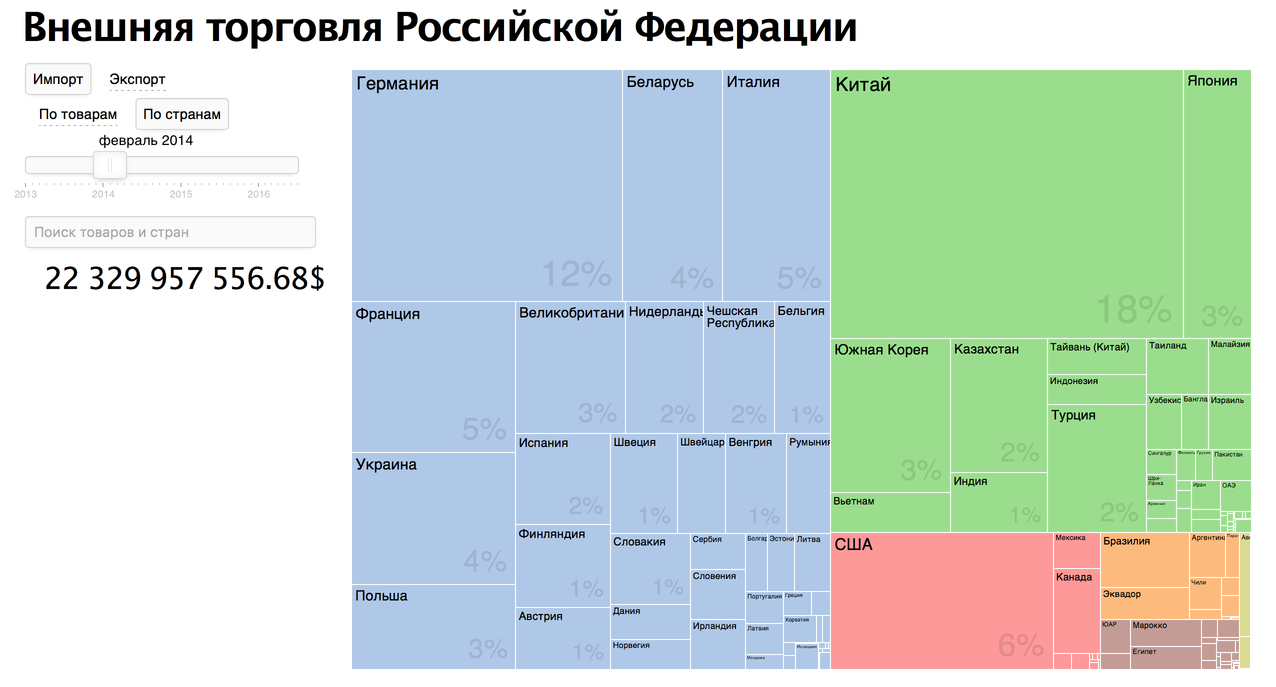 Внешняя торговля Российской Федерации
Импорт
Экспорт
По товарам
По странам
февраль 2014
2013
2014
2015
2016
Поиск товаров и стран
22 329 957 556.68$
Германия
12%
Беларусь
4%
Италия
5%
Китай
18%
Япония
3%
Франция
5%
Великобритани
3%
Нидерланды
2%
Чешская
Республика
2%
Бельгия
1%
Украина
4%
Польша
3%
Испания
2%
Швеция
1%
Швейцар
Венгрия
1%
Румыния
Финляндия
1%
Австрия
1%
Словакия
1%
Дания
Норвегия
Сербия
Словения
Ирландия
Болгар
Эстони
Литва
Португалия
Греция
Латвия
Хорватия
Южная Корея
3%
Вьетнам
Казахстан
2%
Индия
1%
Тайвань (Китай)
Индонезия
Турция
2%
Таиланд
Малайзия
Узбекис
Бангла
Израиль
Сингапур
Пакистан
Шри-
Ланка
Иран
ОАЭ
США
6%
Мексика
Канада
Бразилия
Эквадор
Аргентин
Чили
ЮАР
Марокко
Египет